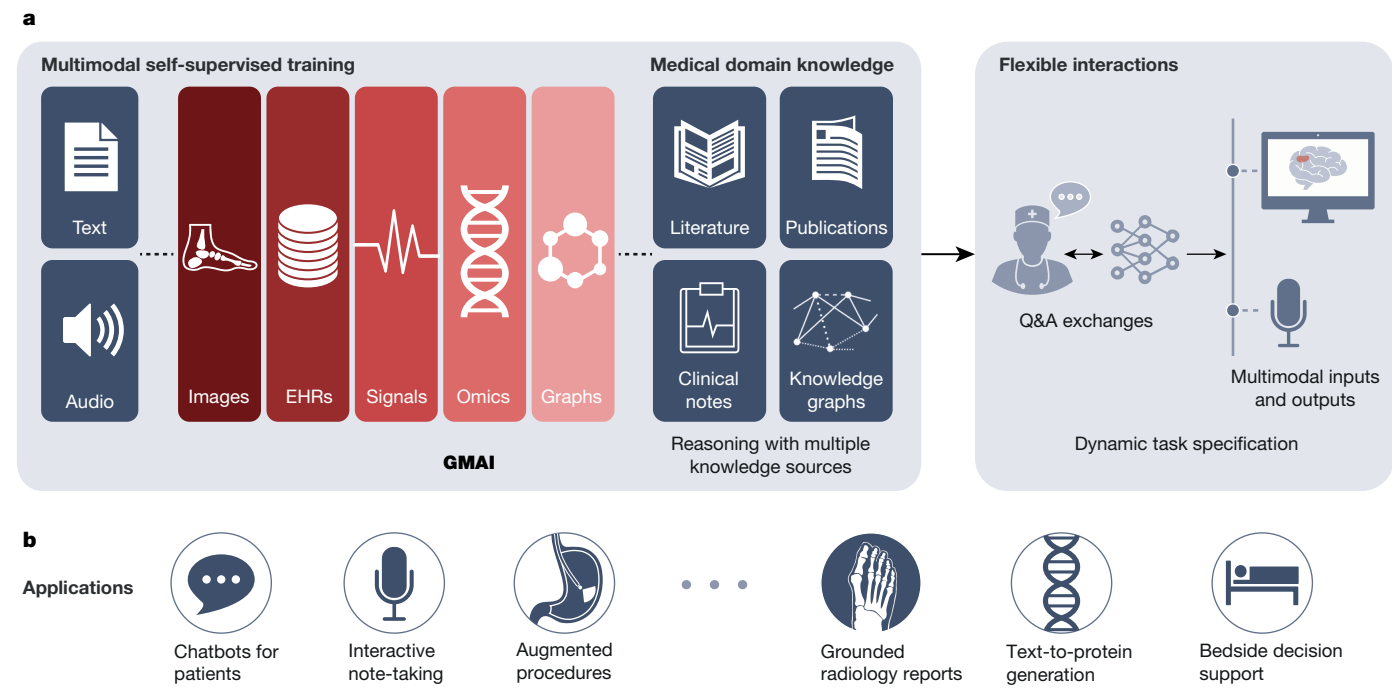 a
Multimodal self-supervised training
Medical domain knowledge
Flexible interactions
Text
Audio
Images
EHRs
Signals
Omics
Graphs
Literature
Publications
Clinical
notes
Knowledge
graphs
GMAI
Reasoning with multiple
knowledge sources
Q&A exchanges
Multimodal inputs
and outputs
Dynamic task specification
b
Applications
Chatbots for
patients
Interactive
note-taking
Augmented
procedures
Grounded
radiology reports
Text-to-protein
generation
Bedside decision
support